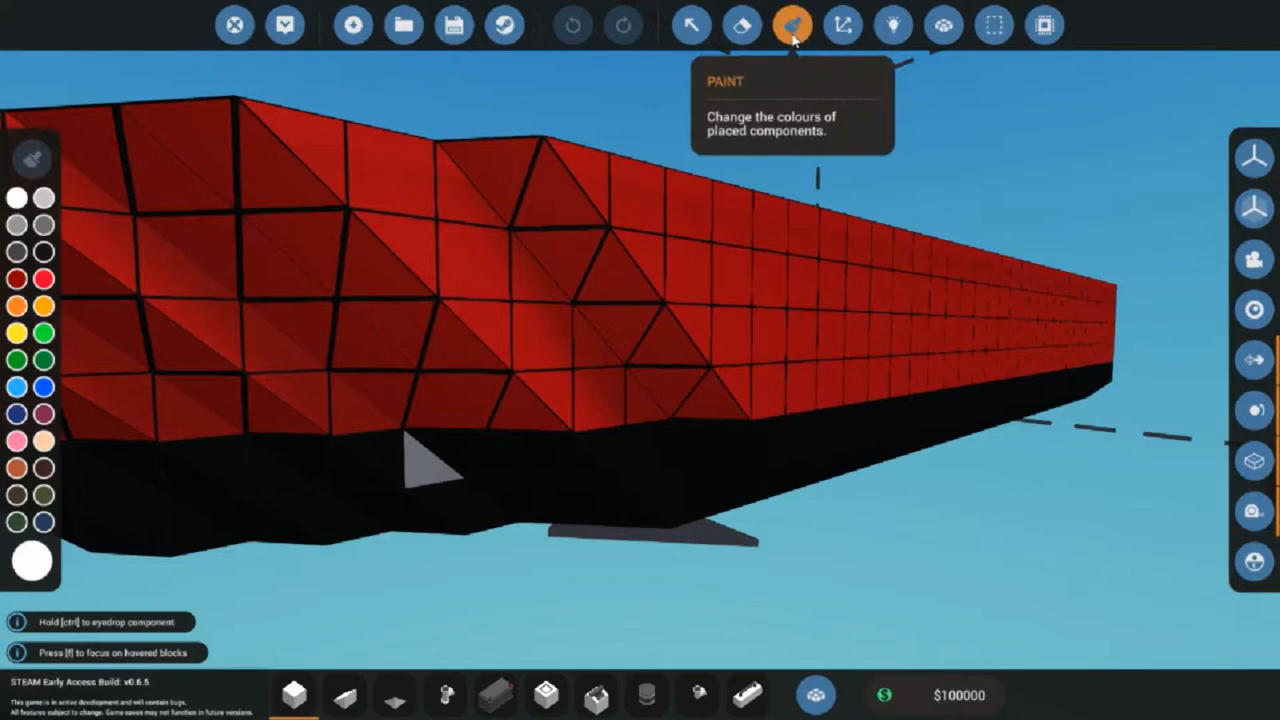 PAINT
Change the colours of
placed components.
Hold [ctrl] to eyedrop component
Press [f] to focus on hovered blocks
STEAM Early Access Build: v0.6.5
This game is in active development and will contain bugs.
All features subject to change. Game saves may not function in future versions.
$100000